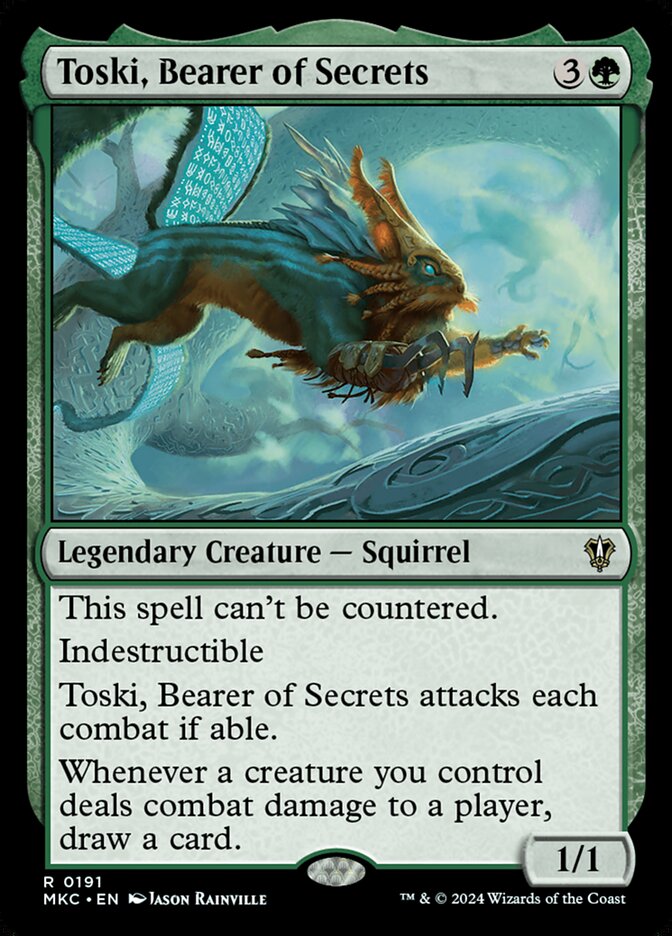 Toski, Bearer of Secrets 3
Legendary Creature — Squirrel
This spell can't be countered.
Indestructible
Toski, Bearer of Secrets attacks each
combat if able.
Whenever a creature you control
deals combat damage to a player,
draw a card.
1/1
R 0191
MKC • EN Jason Rainville
™ & © 2024 Wizards of the Coast